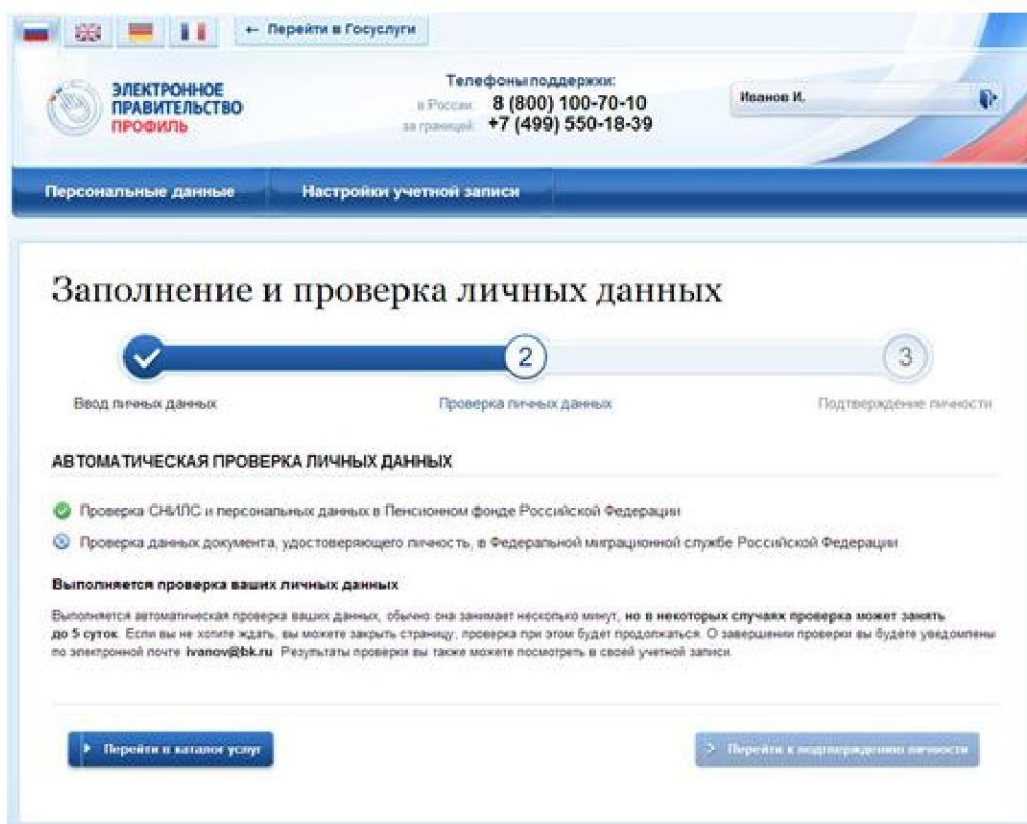 ← Перейти в Госуслуги
ЭЛЕКТРОННОЕ
ПРАВИТЕЛЬСТВО
ПРОФИЛЬ
Телефоны поддержки:
в России: 8 (800) 100-70-10
за границей: +7 (499) 550-18-39
Иванов И.
Персональные данные Настройки учетной записи
Заполнение и проверка личных данных
2 3
Ввод личных данных Проверка личных данных Подтверждение личности
АВТОМАТИЧЕСКАЯ ПРОВЕРКА ЛИЧНЫХ ДАННЫХ
Проверка СНИЛС и персональных данных в Пенсионном фонде Российской Федерации
Проверка данных документа, удостоверяющего личность, в Федеральной миграционной службе Российской Федерации
Выполняется проверка ваших личных данных
Выполняется автоматическая проверка ваших данных, обычно она занимает несколько минут, но в некоторых случаях проверка может занять
до 5 суток. Если вы не хотите ждать, вы можете закрыть страницу, проверка при этом будет продолжаться. О завершении проверки вы будете уведомлены
по электронной почте ivanov@bk.ru. Результаты проверки вы также можете посмотреть в своей учетной записи.
Перейти в каталог услуг
Перейти к подтверждению личности